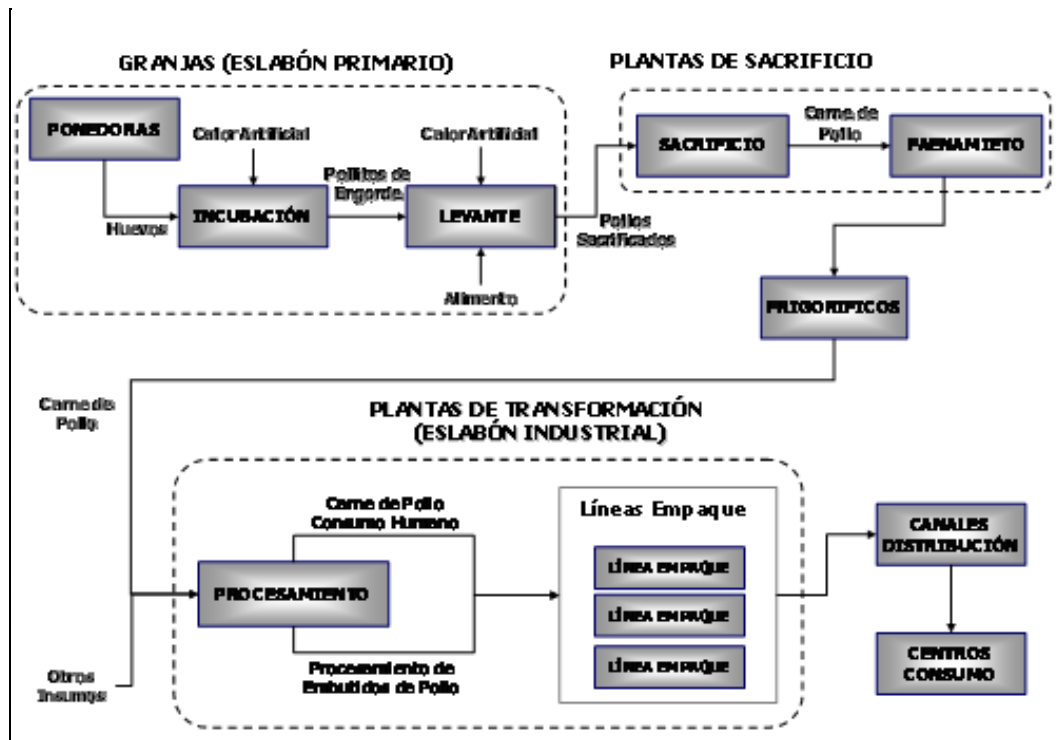 GRANJAS (ESLABÓN PRIMARIO)
PONEDORAS
Calor Artificial
Huevos
INCUBACIÓN
Pollitos de
Engorde
Calor Artificial
LEVANTE
Alimento
Pollos
Sacrificados
PLANTAS DE SACRIFICIO
SACRIFICIO
Carne de
Pollo
FAENAMIETO
FRIGORIFICOS
Carne de
Pollo
Otros
Insumos
PLANTAS DE TRANSFORMACIÓN
(ESLABÓN INDUSTRIAL)
PROCESAMIENTO
Carne de Pollo
Consumo Humano
Procesamiento de
Embutidos de Pollo
Líneas Empaque
LÍNEA EMPAQUE
LÍNEA EMPAQUE
LÍNEA EMPAQUE
CANALES
DISTRIBUCIÓN
CENTROS
CONSUMO